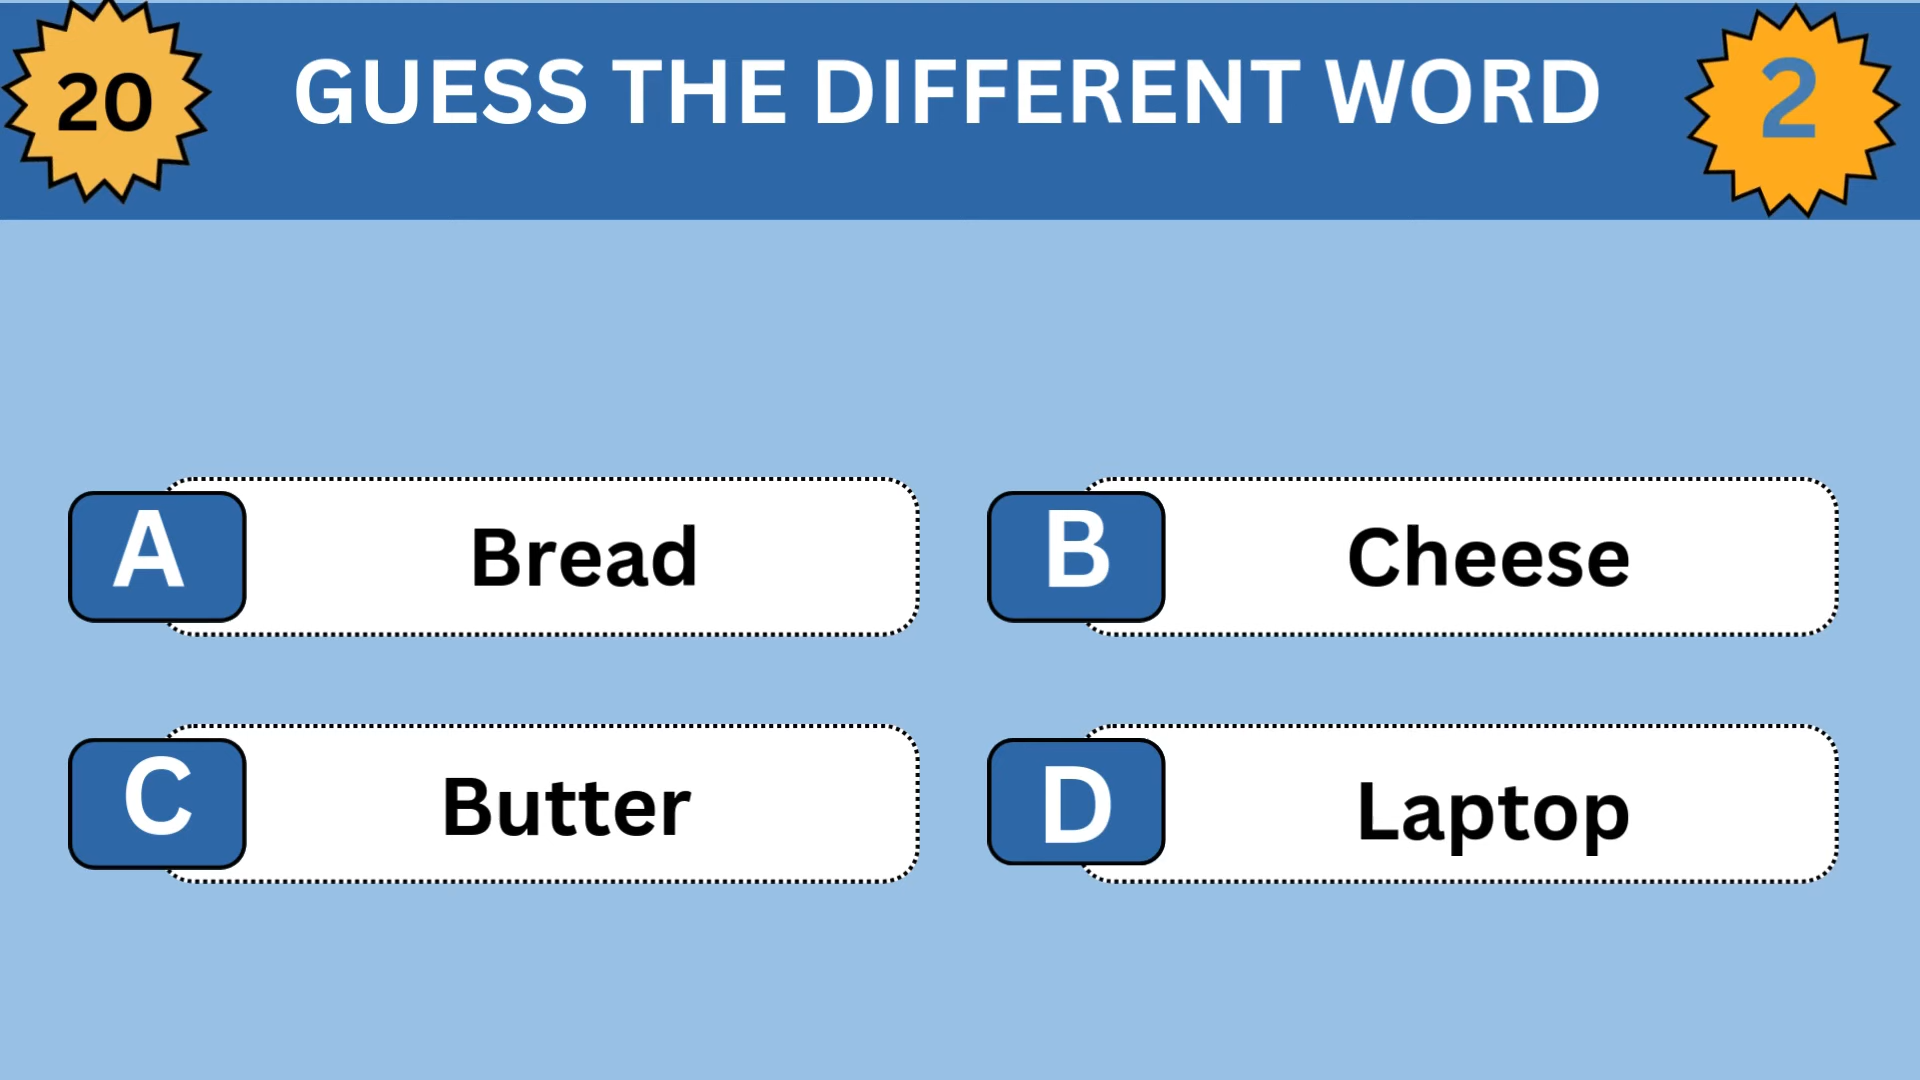 20
GUESS THE DIFFERENT WORD
2
A
Bread
B
Cheese
C
Butter
D
Laptop